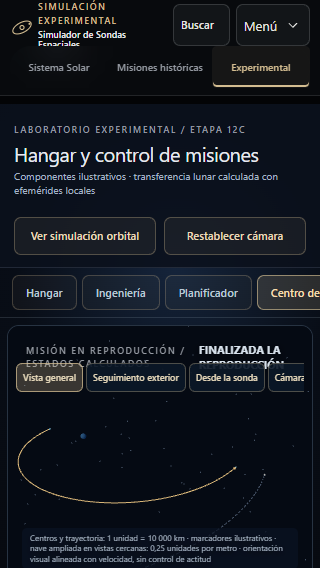 SIMULACIÓN
EXPERIMENTAL
Simulador de Sondas
Espaciales
Buscar
Menú
Sistema Solar
Misiones históricas
Experimental
LABORATORIO EXPERIMENTAL / ETAPA 12C
Hangar y control de misiones
Componentes ilustrativos · transferencia lunar calculada con
efemérides locales
Ver simulación orbital
Restablecer cámara
Hangar
Ingeniería
Planificador
Centro de
MISIÓN EN REPRODUCCIÓN /
ESTADOS CALCULADOS
FINALIZADA LA
REPRODUCCIÓN
Vista general
Seguimiento exterior
Desde la sonda
Cámara
Centros y trayectoria: 1 unidad = 10 000 km · marcadores ilustrativos ·
nave ampliada en vistas cercanas: 0,25 unidades por metro · orientación
visual alineada con velocidad, sin control de actitud